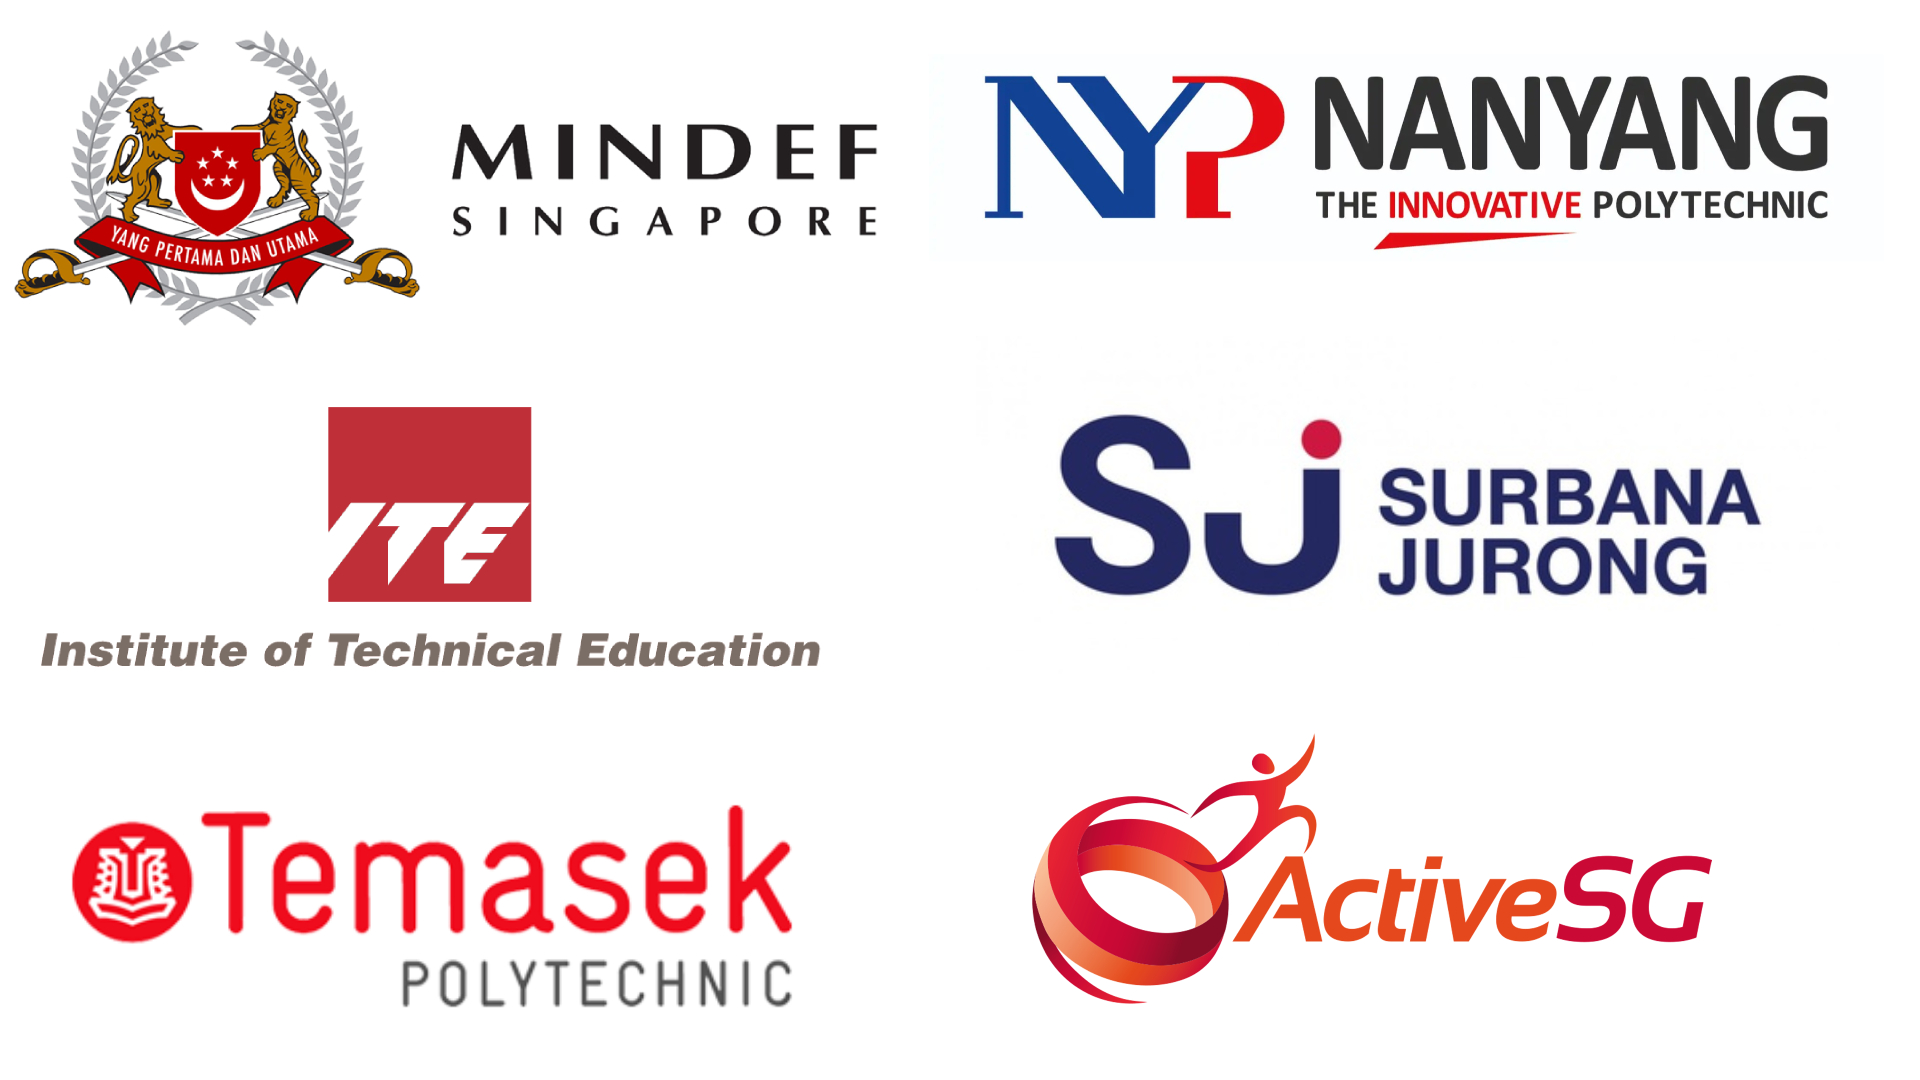 YANG PERTAMA DAN UTAMA
MINDEF
SINGAPORE
NYP
NANYANG
THE INNOVATIVE POLYTECHNIC
ITE
Institute of Technical Education
SJ
SURBANA
JURONG
Temasek
POLYTECHNIC
ActiveSG